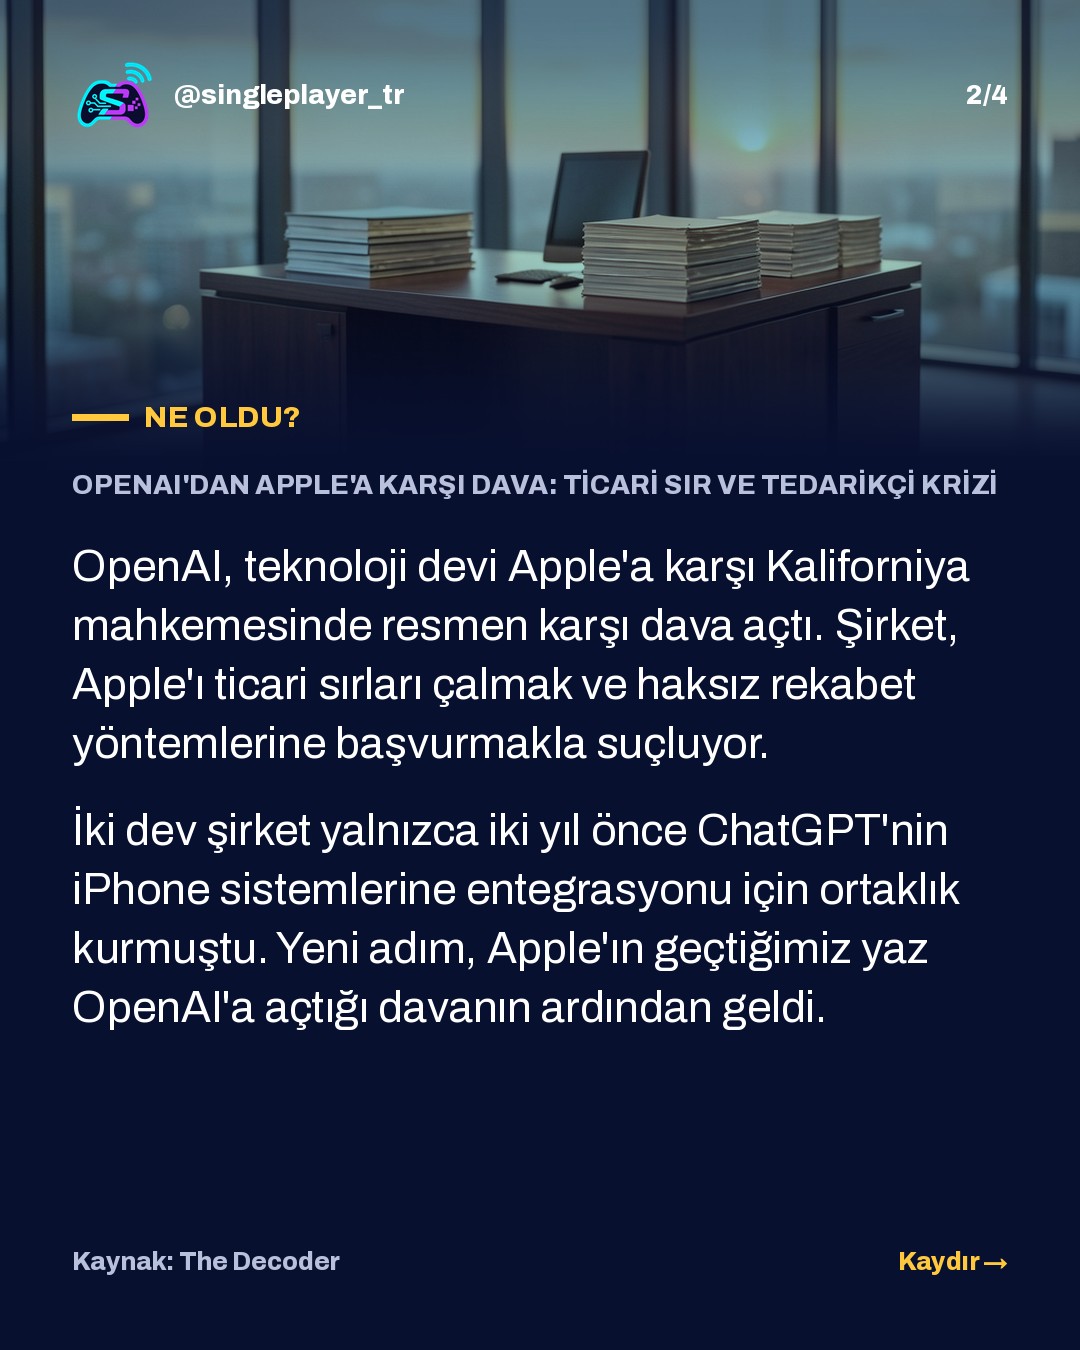 @singleplayer_tr
2/4
NE OLDU?
OPENAI'DAN APPLE'A KARŞI DAVA: TİCARİ SIR VE TEDARİKÇİ KRİZİ
OpenAI, teknoloji devi Apple'a karşı Kaliforniya
mahkemesinde resmen karşı dava açtı. Şirket,
Apple'ı ticari sırları çalmak ve haksız rekabet
yöntemlerine başvurmakla suçluyor.
İki dev şirket yalnızca iki yıl önce ChatGPT'nin
iPhone sistemlerine entegrasyonu için ortaklık
kurmuştu. Yeni adım, Apple'ın geçtiğimiz yaz
OpenAI'a açtığı davanın ardından geldi.
Kaynak: The Decoder
Kaydır→